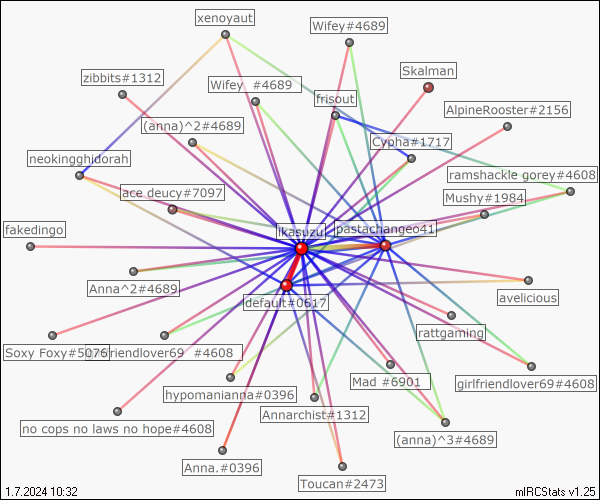 xenoyaut
Wifey#4689
Skalman
zibbits#1312
Wifey #4689
frisout
AlpineRooster#2156
(anna)^2#4689
Cypha#1717
neokingghidorah
ramshackle gorey#4608
ace deucy#7097
Mushy#1984
fakedingo
ikasuzu
pastachangeo41
Anna^2#4689
default#0617
avelicious
rattgaming
Soxy Foxy#5076
friendlover69 #4608
hypomanianna#0396
Mad #6901
girlfriendlover69#4608
no cops no laws no hope#4608
Annarchist#1312
(anna)^3#4689
Anna.#0396
Toucan#2473
1.7.2024 10:32
mIRCStats v1.25